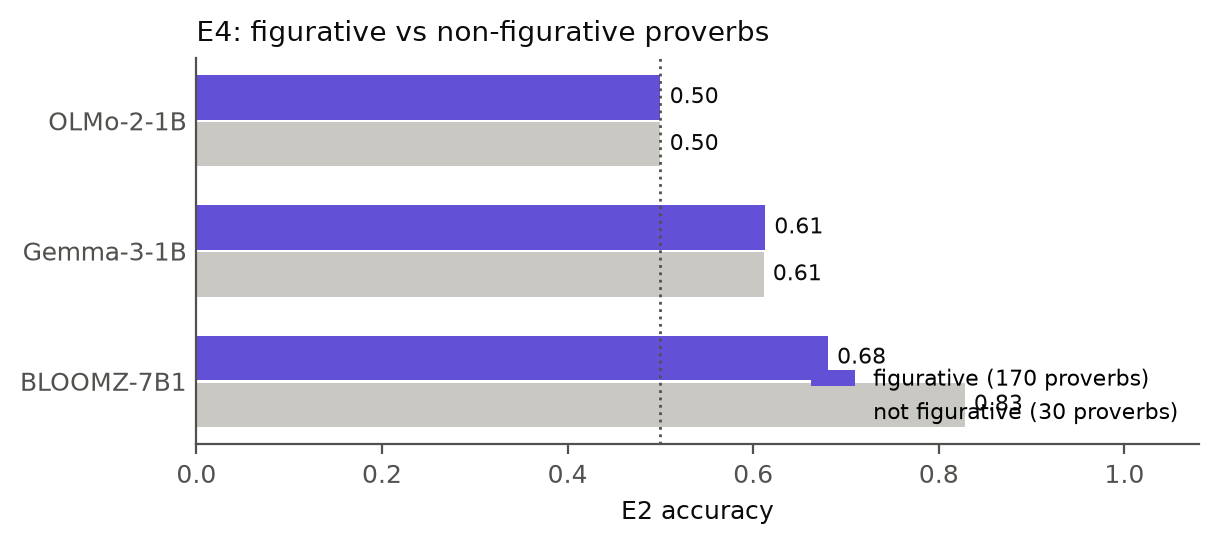 E4: figurative vs non-figurative proverbs
OLMo-2-1B
0.50
0.50
Gemma-3-1B
0.61
0.61
BLOOMZ-7B1
0.68
figurative (170 proverbs)
0.83
not figurative (30 proverbs)
0.0 0.2 0.4 0.6 0.8 1.0
E2 accuracy